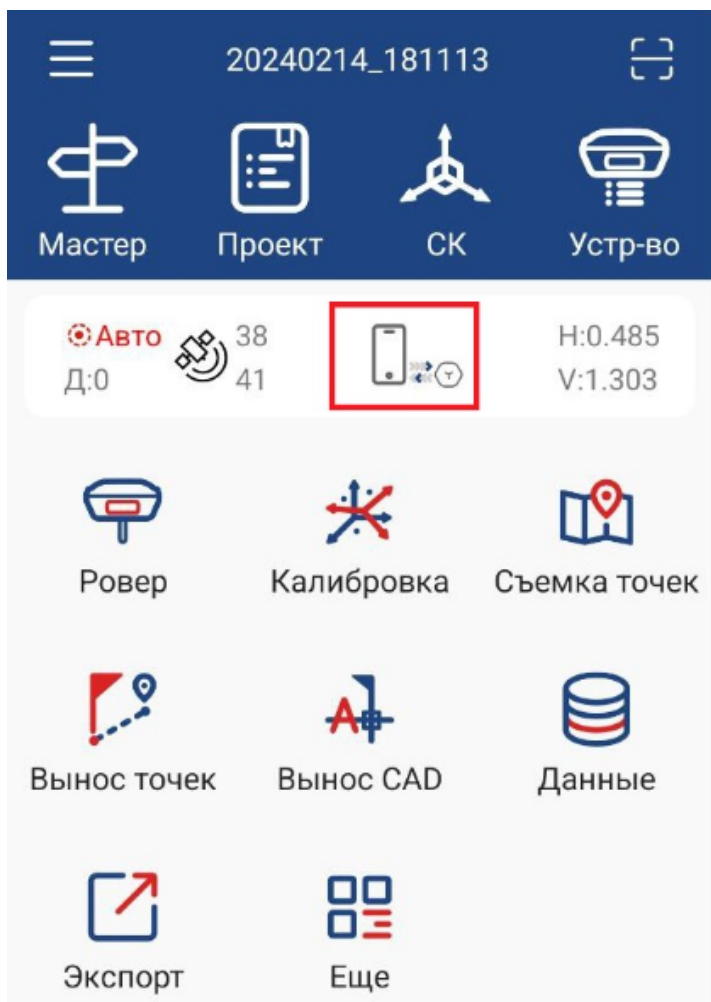 20240214_181113
Мастер Проект СК Устр-во
Авто 38 H:0.485
Д:0 41 V:1.303
Ровер Калибровка Съемка точек
Вынос точек Вынос CAD Данные
Экспорт Еще